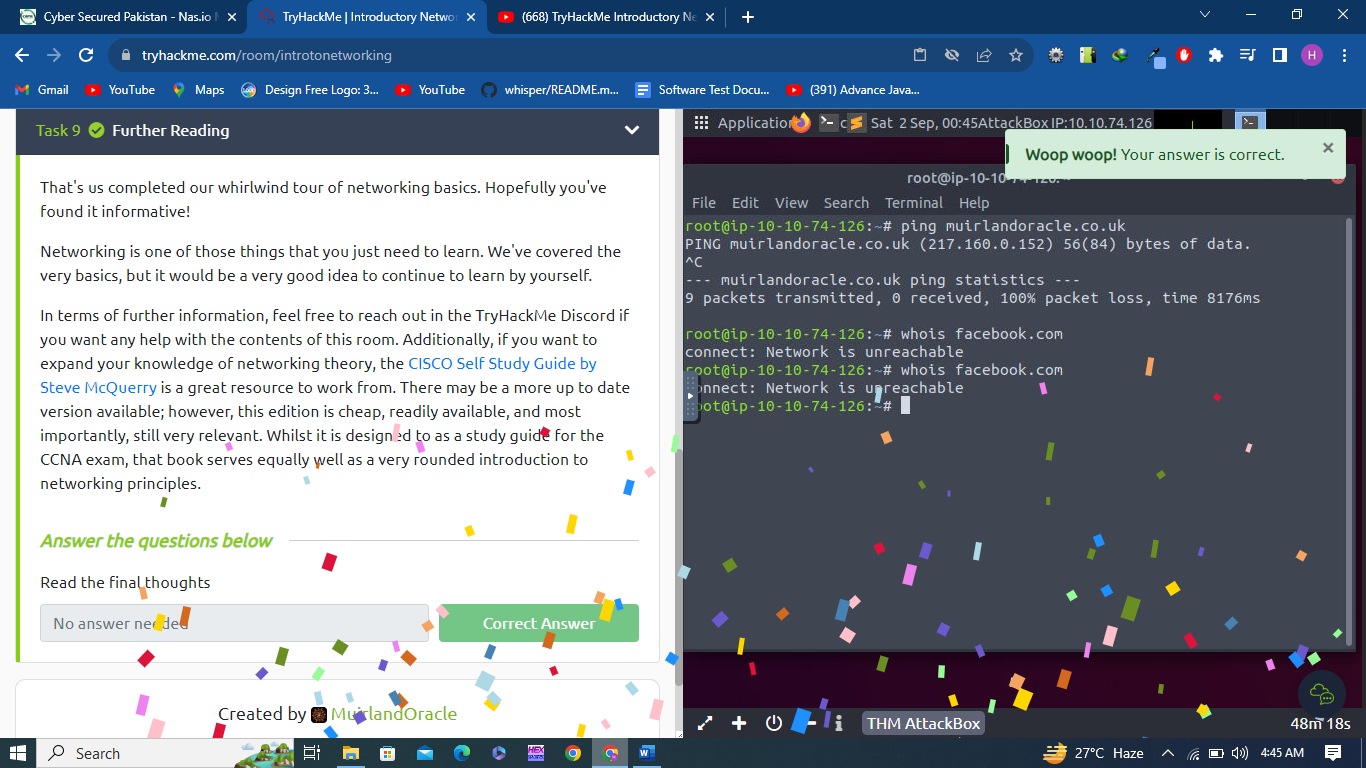 Cyber Secured Pakistan - Nas.io
TryHackMe | Introductory Netwo
(668) TryHackMe Introductory Ne
tryhackme.com/room/introtonetworking
H
Gmail
YouTube
Maps
Design Free Logo: 3...
YouTube
whisper/README.m...
Software Test Docu...
(391) Advance Java...
Task 9 Further Reading
That's us completed our whirlwind tour of networking basics. Hopefully you've
found it informative!
Networking is one of those things that you just need to learn. We've covered the
very basics, but it would be a very good idea to continue to learn by yourself.
In terms of further information, feel free to reach out in the TryHackMe Discord if
you want any help with the contents of this room. Additionally, if you want to
expand your knowledge of networking theory, the CISCO Self Study Guide by
Steve McQuerry is a great resource to work from. There may be a more up to date
version available; however, this edition is cheap, readily available, and most
importantly, still very relevant. Whilst it is designed to as a study guide for the
CCNA exam, that book serves equally well as a very rounded introduction to
networking principles.
Answer the questions below
Read the final thoughts
No answer needed
Correct Answer
Created by MuirlandOracle
Application
Sat 2 Sep, 00:45 AttackBox IP:10.10.74.126
Woop woop! Your answer is correct.
root@ip-10-10-74-126: ~
File Edit View Search Terminal Help
root@ip-10-10-74-126:~# ping muirlandoracle.co.uk
PING muirlandoracle.co.uk (217.160.0.152) 56(84) bytes of data.
^C
--- muirlandoracle.co.uk ping statistics ---
9 packets transmitted, 0 received, 100% packet loss, time 8176ms
root@ip-10-10-74-126:~# whois facebook.com
connect: Network is unreachable
root@ip-10-10-74-126:~# whois facebook.com
connect: Network is unreachable
root@ip-10-10-74-126:~#
THM AttackBox
48m 18s
Search
27°C Haze
4:45 AM